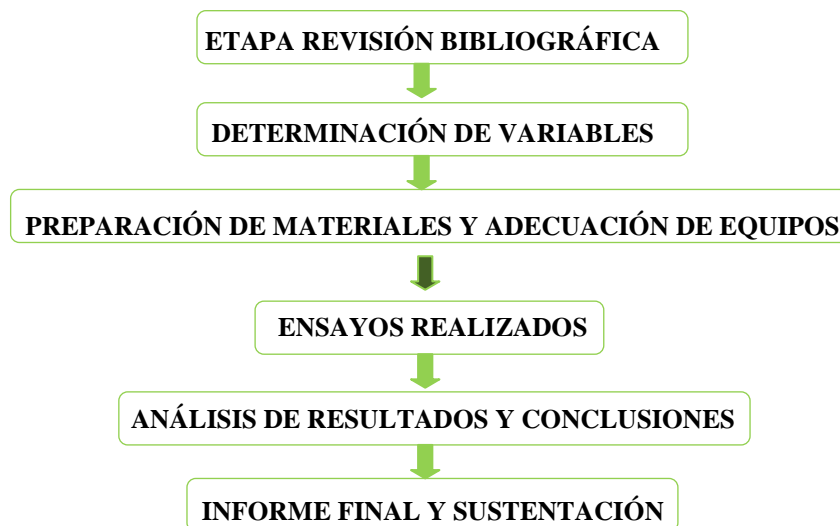 ETAPA REVISIÓN BIBLIOGRÁFICA
DETERMINACIÓN DE VARIABLES
PREPARACIÓN DE MATERIALES Y ADECUACIÓN DE EQUIPOS
ENSAYOS REALIZADOS
ANÁLISIS DE RESULTADOS Y CONCLUSIONES
INFORME FINAL Y SUSTENTACIÓN